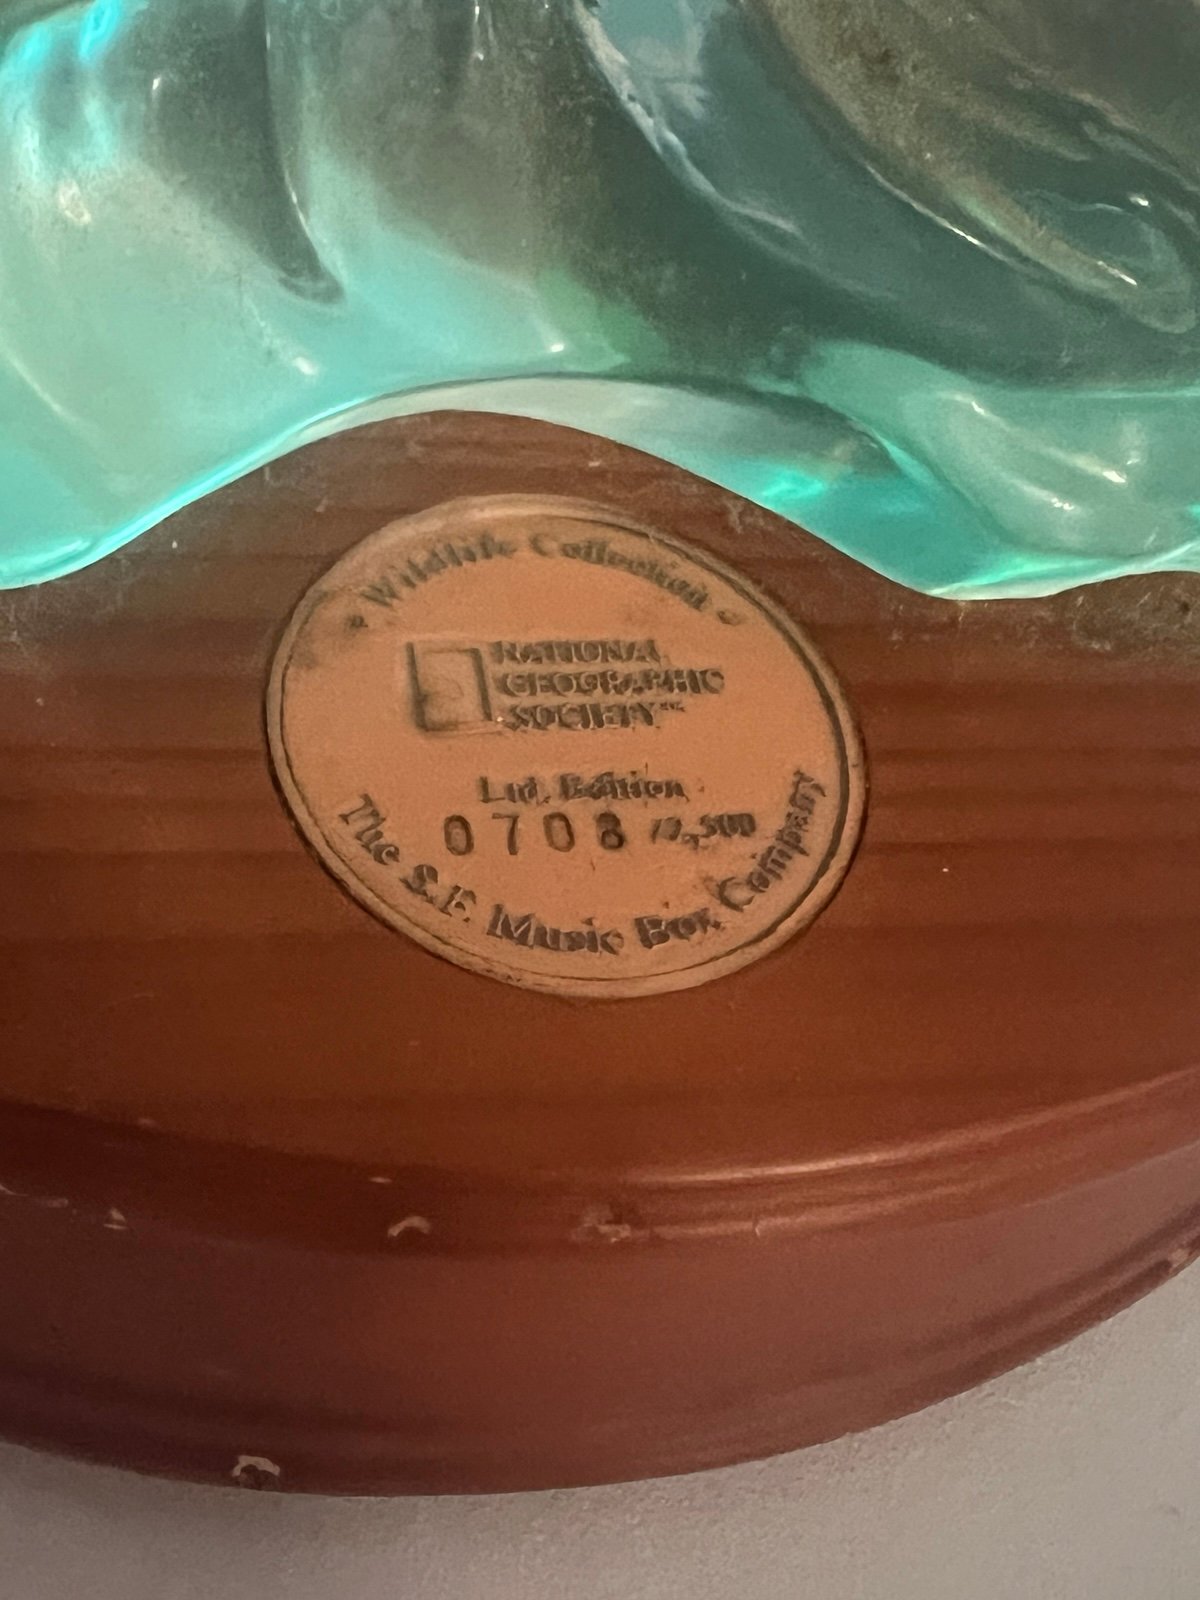 • Wildlife Collection •
NATIONAL
GEOGRAPHIC
SOCIETY
Ltd. Edition
0708
The S.F. Music Box Company